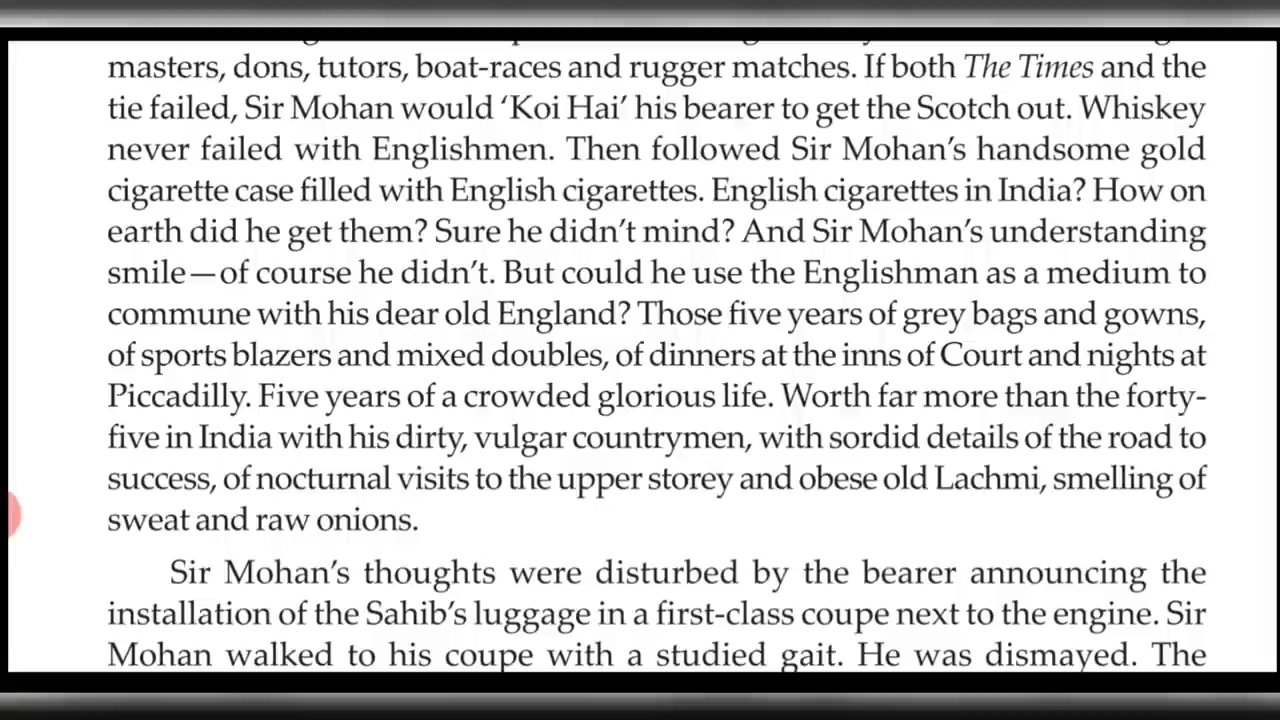 masters, dons, tutors, boat-races and rugger matches. If both The Times and the
tie failed, Sir Mohan would ‘Koi Hai’ his bearer to get the Scotch out. Whiskey
never failed with Englishmen. Then followed Sir Mohan’s handsome gold
cigarette case filled with English cigarettes. English cigarettes in India? How on
earth did he get them? Sure he didn’t mind? And Sir Mohan’s understanding
smile—of course he didn’t. But could he use the Englishman as a medium to
commune with his dear old England? Those five years of grey bags and gowns,
of sports blazers and mixed doubles, of dinners at the inns of Court and nights at
Piccadilly. Five years of a crowded glorious life. Worth far more than the forty-
five in India with his dirty, vulgar countrymen, with sordid details of the road to
success, of nocturnal visits to the upper storey and obese old Lachmi, smelling of
sweat and raw onions.
Sir Mohan’s thoughts were disturbed by the bearer announcing the
installation of the Sahib’s luggage in a first-class coupe next to the engine. Sir
Mohan walked to his coupe with a studied gait. He was dismayed. The